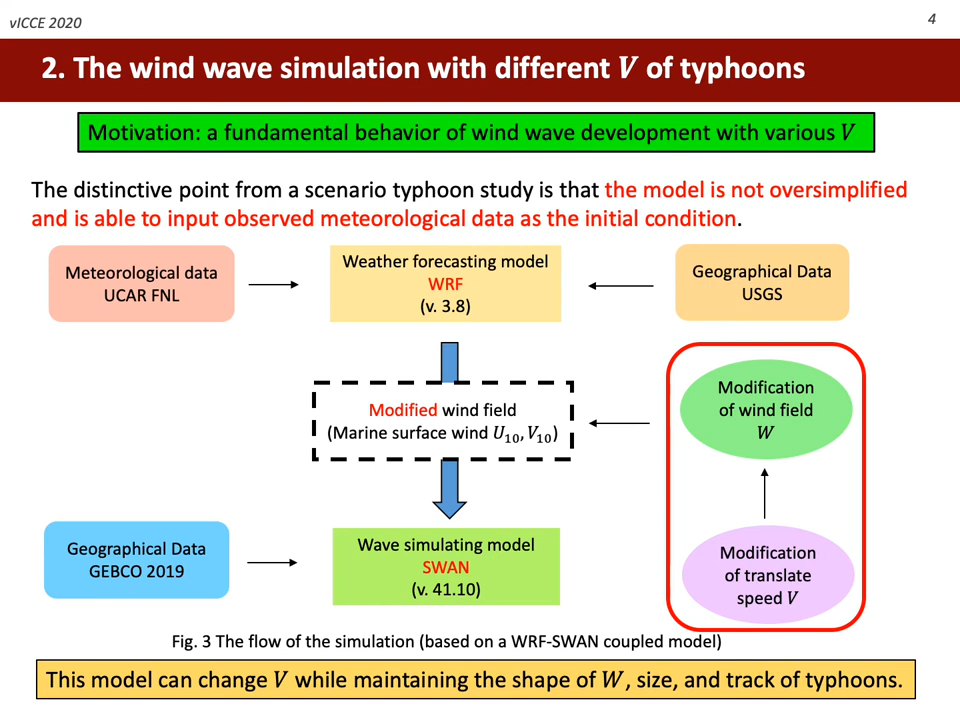 vICCE 2020
4
2. The wind wave simulation with different V of typhoons
Motivation: a fundamental behavior of wind wave development with various V
The distinctive point from a scenario typhoon study is that the model is not oversimplified
and is able to input observed meteorological data as the initial condition.
Meteorological data
UCAR FNL
Weather forecasting model
WRF
(v. 3.8)
Geographical Data
USGS
Modified wind field
(Marine surface wind U₁₀, V₁₀)
Modification
of wind field
W
Geographical Data
GEBCO 2019
Wave simulating model
SWAN
(v. 41.10)
Modification
of translate
speed V
Fig. 3 The flow of the simulation (based on a WRF-SWAN coupled model)
This model can change V while maintaining the shape of W, size, and track of typhoons.